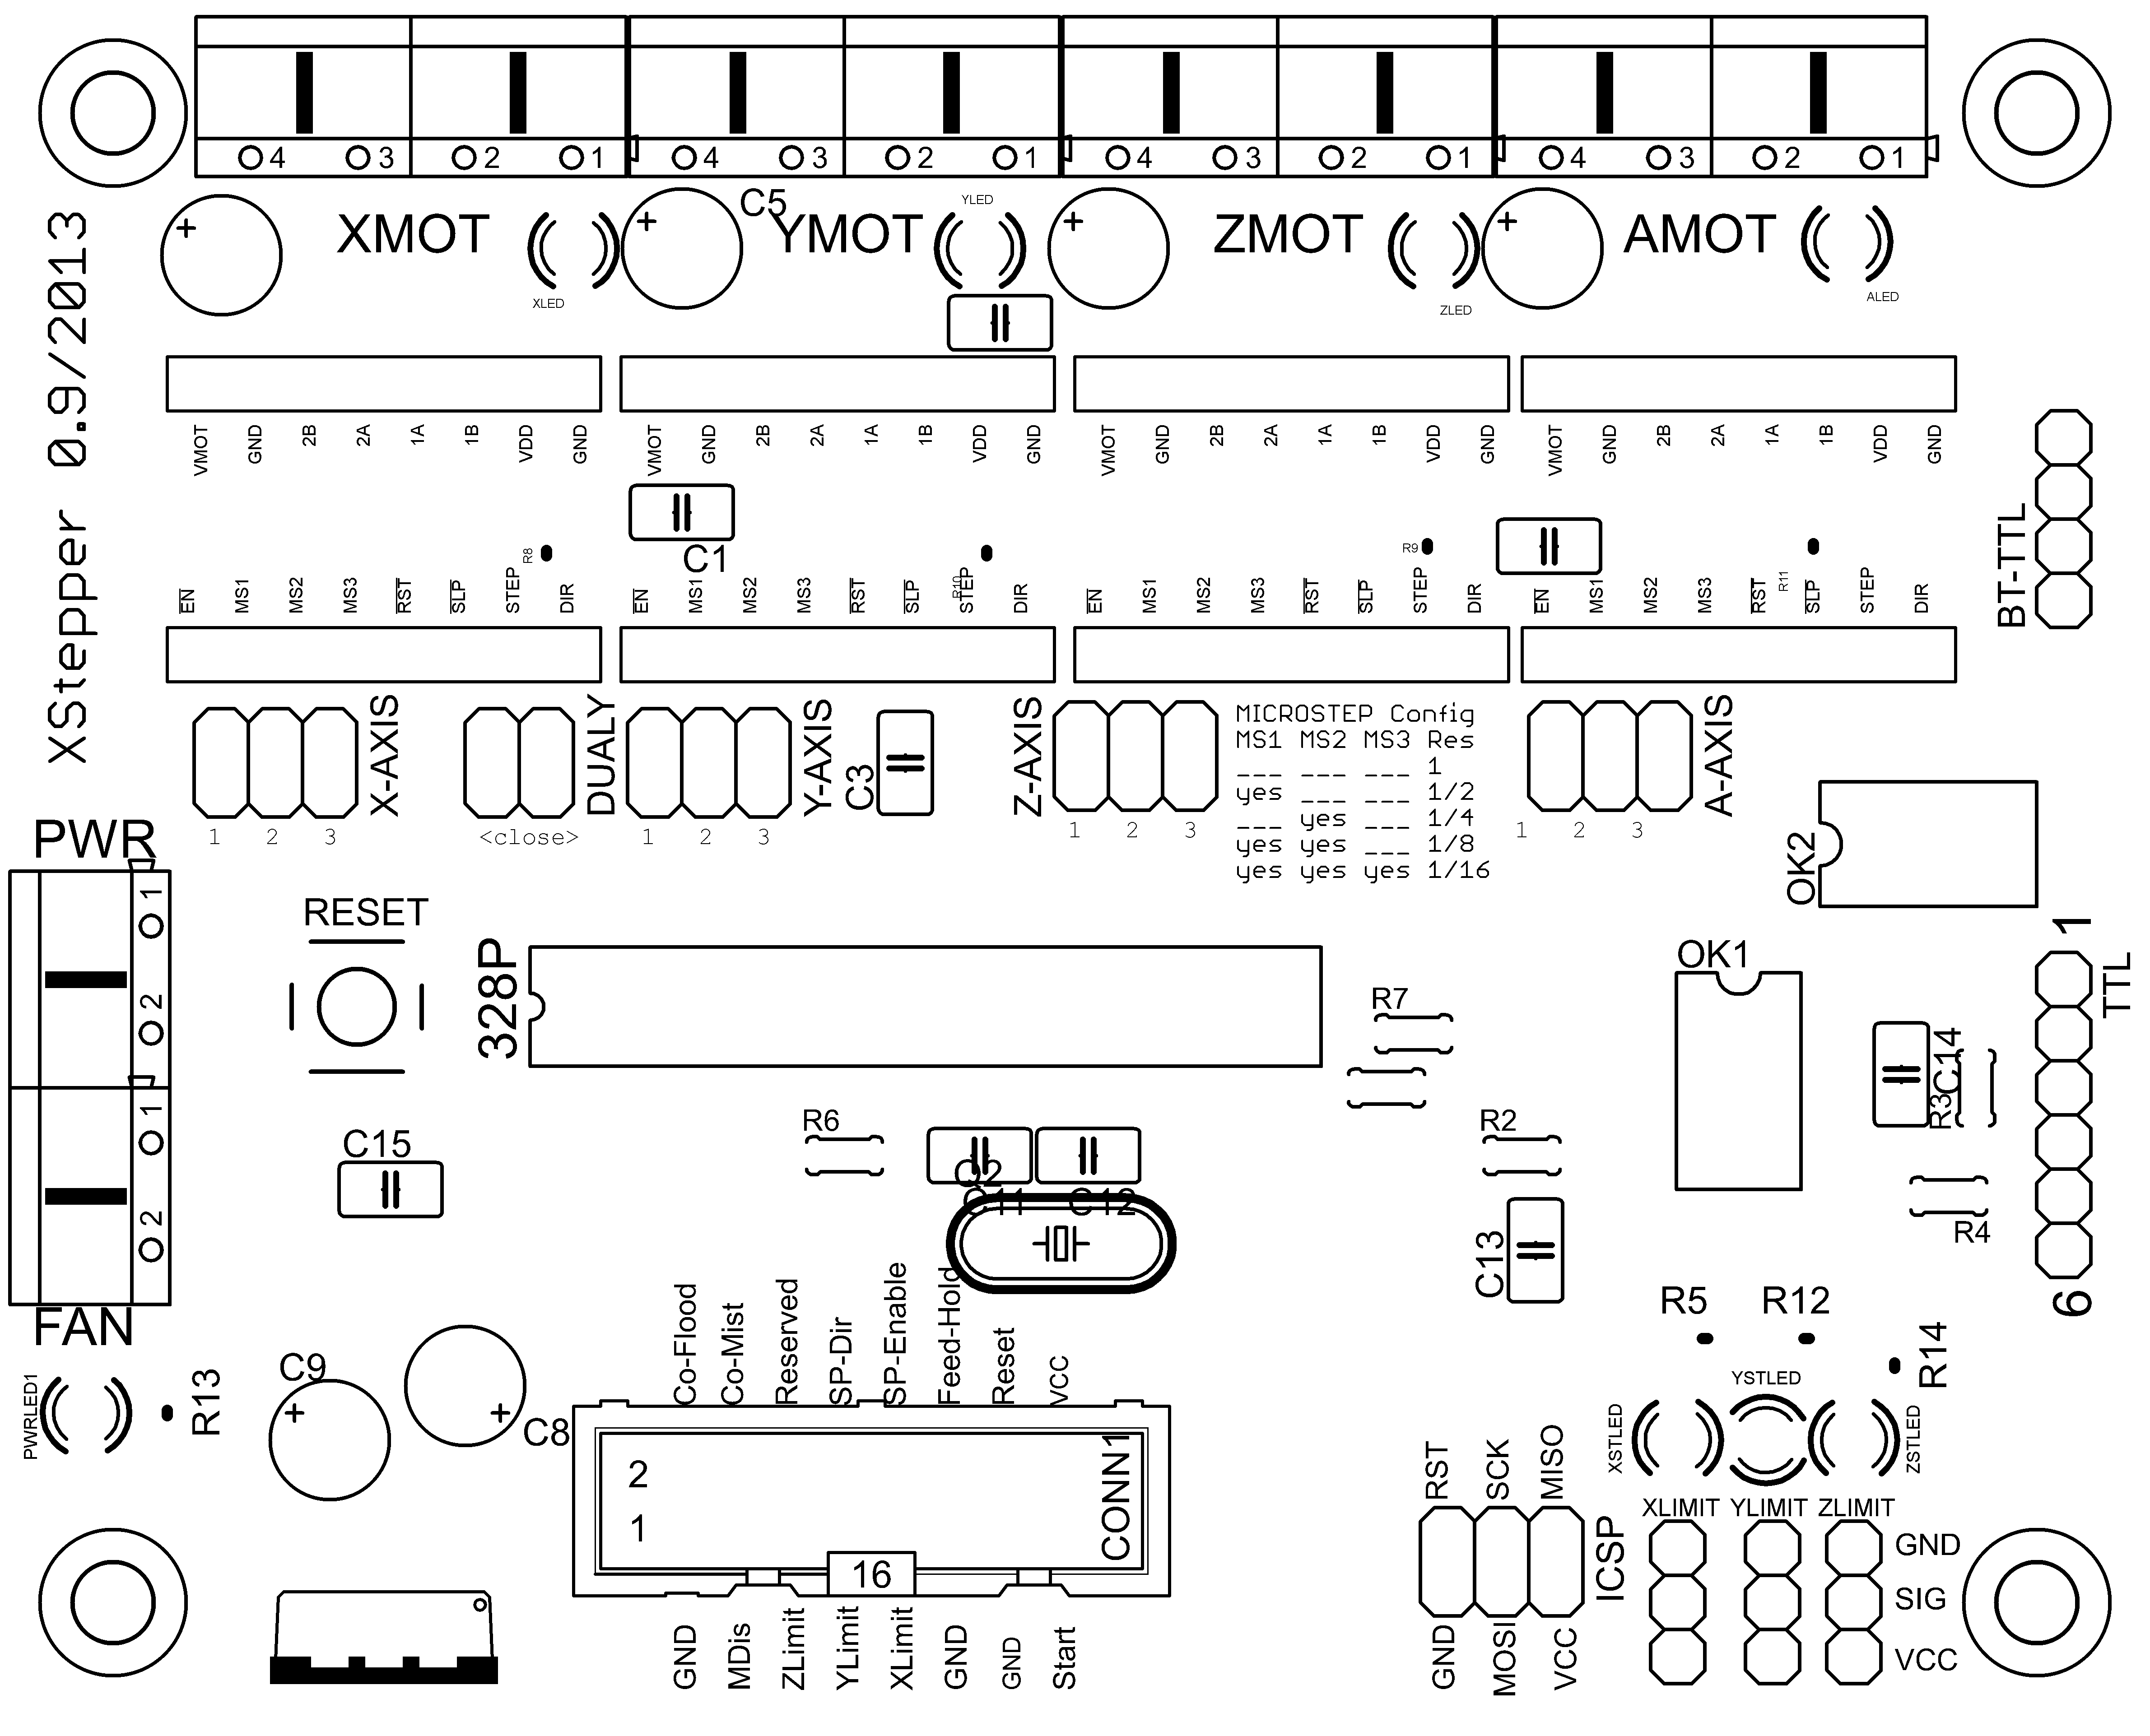 4 3 2 1 4 3 2 1 4 3 2 1 4 3 2 1
XMOT C5 YMOT YLED ZMOT AMOT
XLED ZLED ALED
XStepper 0.9/2013
VMOT GND 2B 2A 1A 1B VDD GND VMOT GND 2B 2A 1A 1B VDD GND VMOT GND 2B 2A 1A 1B VDD GND VMOT GND 2B 2A 1A 1B VDD GND
C1
R8 R10 R9 R11
EN MS1 MS2 MS3 RST SLP STEP DIR EN MS1 MS2 MS3 RST SLP STEP DIR EN MS1 MS2 MS3 RST SLP STEP DIR EN MS1 MS2 MS3 RST SLP STEP DIR
BT-TTL
X-AXIS DUALY Y-AXIS C3 Z-AXIS A-AXIS
1 2 3 <close> 1 2 3 1 2 3 1 2 3
MICROSTEP Config
MS1 MS2 MS3 Res
___ ___ ___ 1
yes ___ ___ 1/2
___ yes ___ 1/4
yes yes ___ 1/8
yes yes yes 1/16
PWR
1
2
1
2
FAN
RESET
328P
OK2
OK1
1
TTL
6
R7
C14
R3
R2
R4
R6
C15
Q2
C11 C12
C13
R5 R12
R14
PWRLED1
R13
C9
C8
Co-Flood Co-Mist Reserved SP-Dir SP-Enable Feed-Hold Reset VCC
2
1
CONN1
16
GND MDis ZLimit YLimit XLimit GND GND Start
RST SCK MISO
ICSP
GND MOSI VCC
YSTLED
XSTLED ZSTLED
XLIMIT YLIMIT ZLIMIT
GND
SIG
VCC